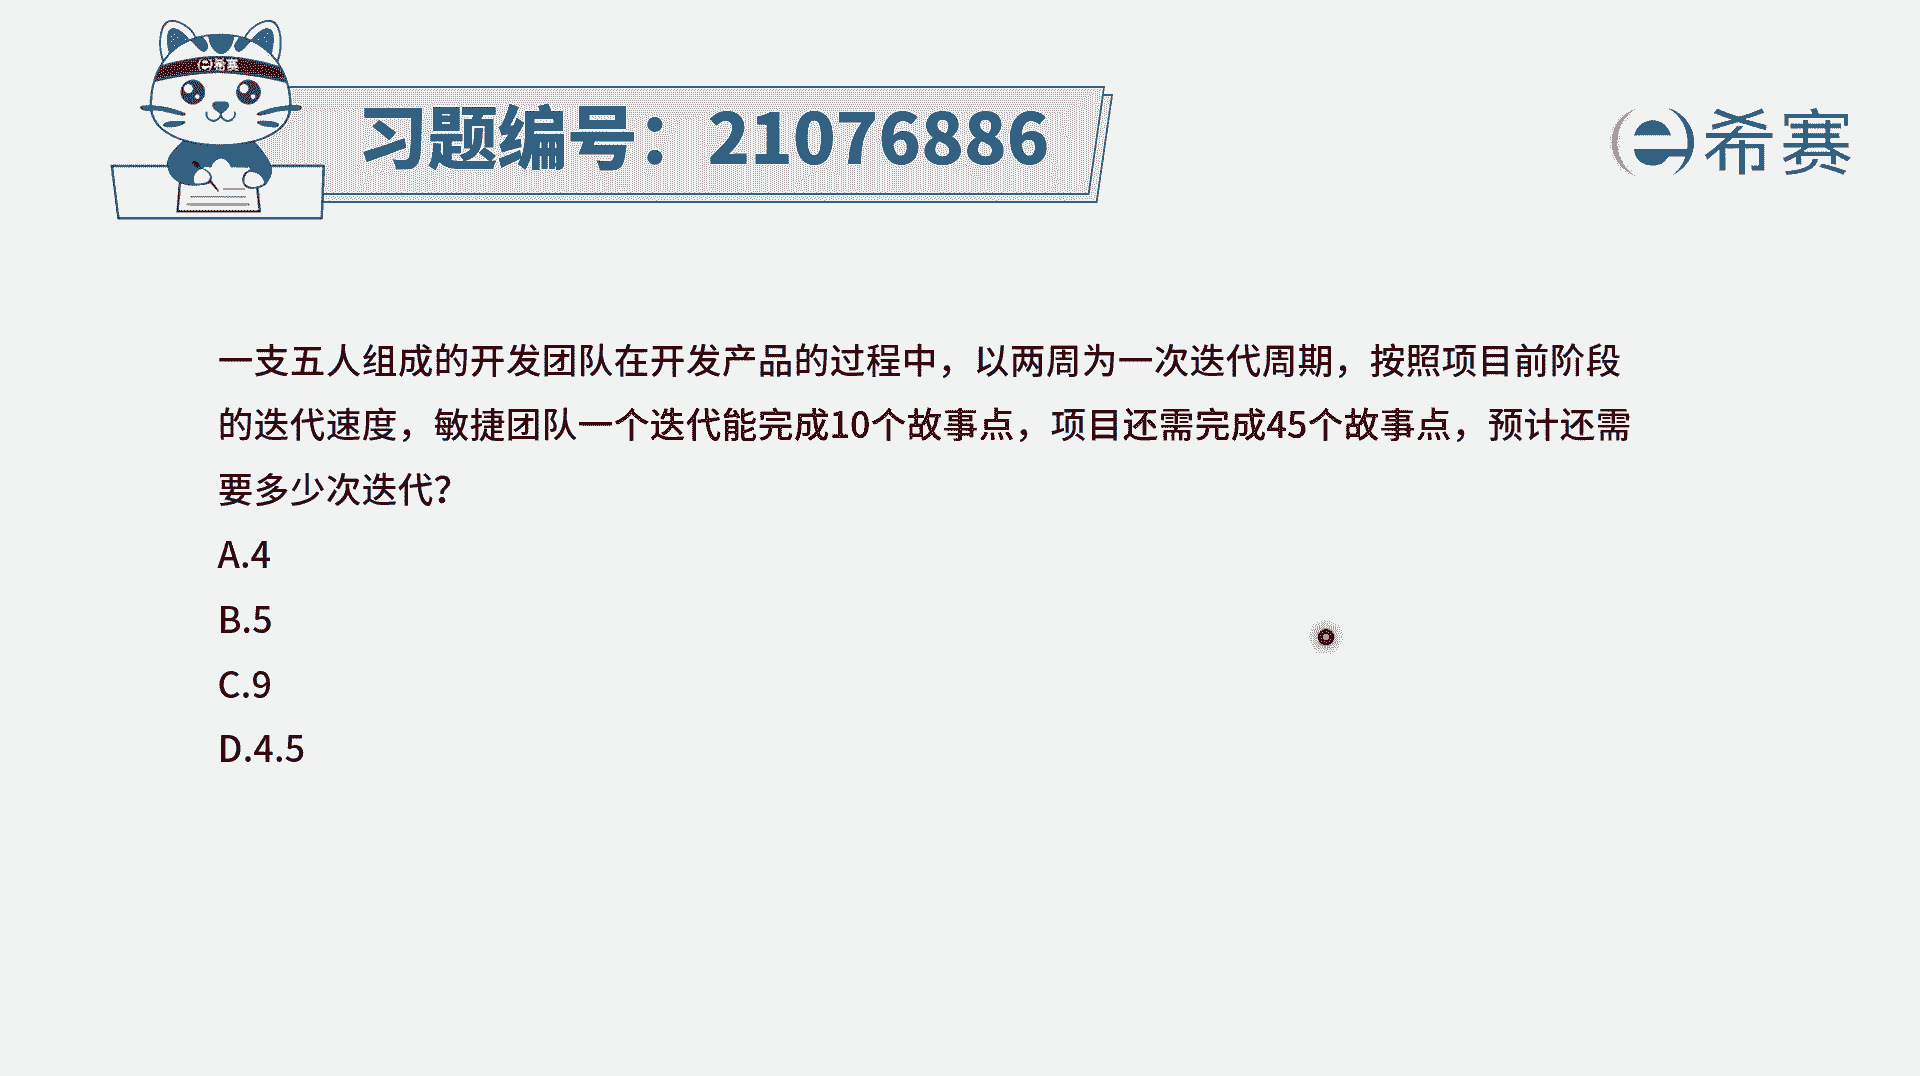 希赛
习题编号：21076886
希赛
一支五人组成的开发团队在开发产品的过程中，以两周为一次迭代周期，按照项目前阶段
的迭代速度，敏捷团队一个迭代能完成10个故事点，项目还需完成45个故事点，预计还需
要多少次迭代？
A.4
B.5
C.9
D.4.5